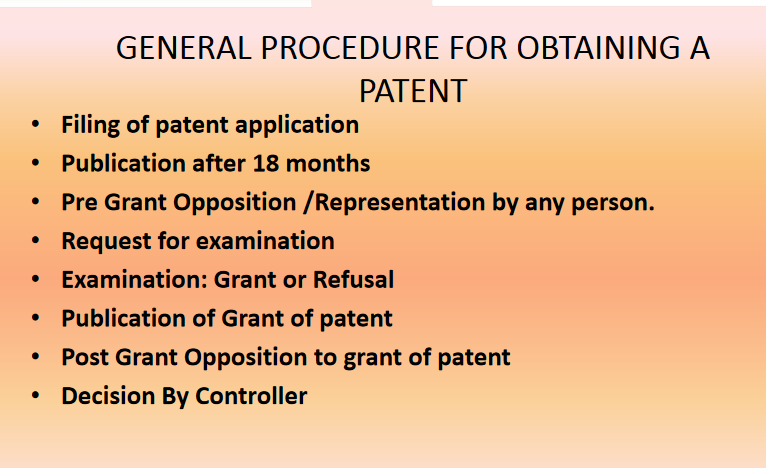 GENERAL PROCEDURE FOR OBTAINING A
PATENT
• Filing of patent application
• Publication after 18 months
• Pre Grant Opposition /Representation by any person.
• Request for examination
• Examination: Grant or Refusal
• Publication of Grant of patent
• Post Grant Opposition to grant of patent
• Decision By Controller